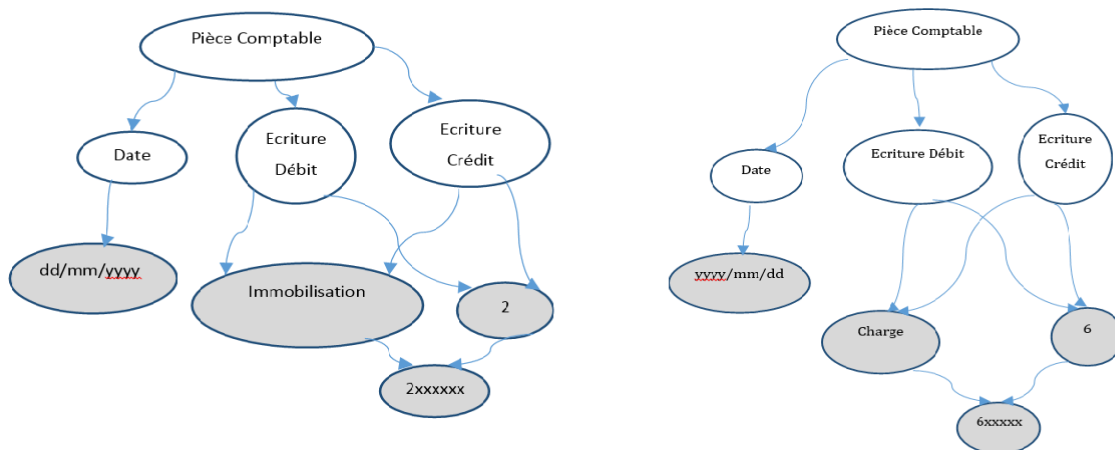 Pièce Comptable
Date
Ecriture
Débit
Ecriture
Crédit
dd/mm/yyyy
Immobilisation
2
2xxxxxx
Pièce Comptable
Date
Ecriture Débit
Ecriture
Crédit
yyyy/mm/dd
Charge
6
6xxxxx